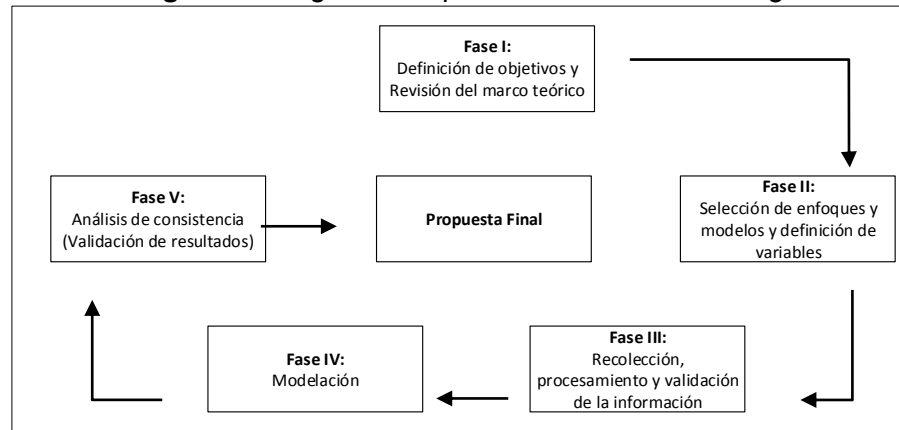 Fase I:
Definición de objetivos y
Revisión del marco teórico
Fase V:
Análisis de consistencia
(Validación de resultados)
Propuesta Final
Fase II:
Selección de enfoques y
modelos y definición de
variables
Fase IV:
Modelación
Fase III:
Recolección,
procesamiento y validación
de la información